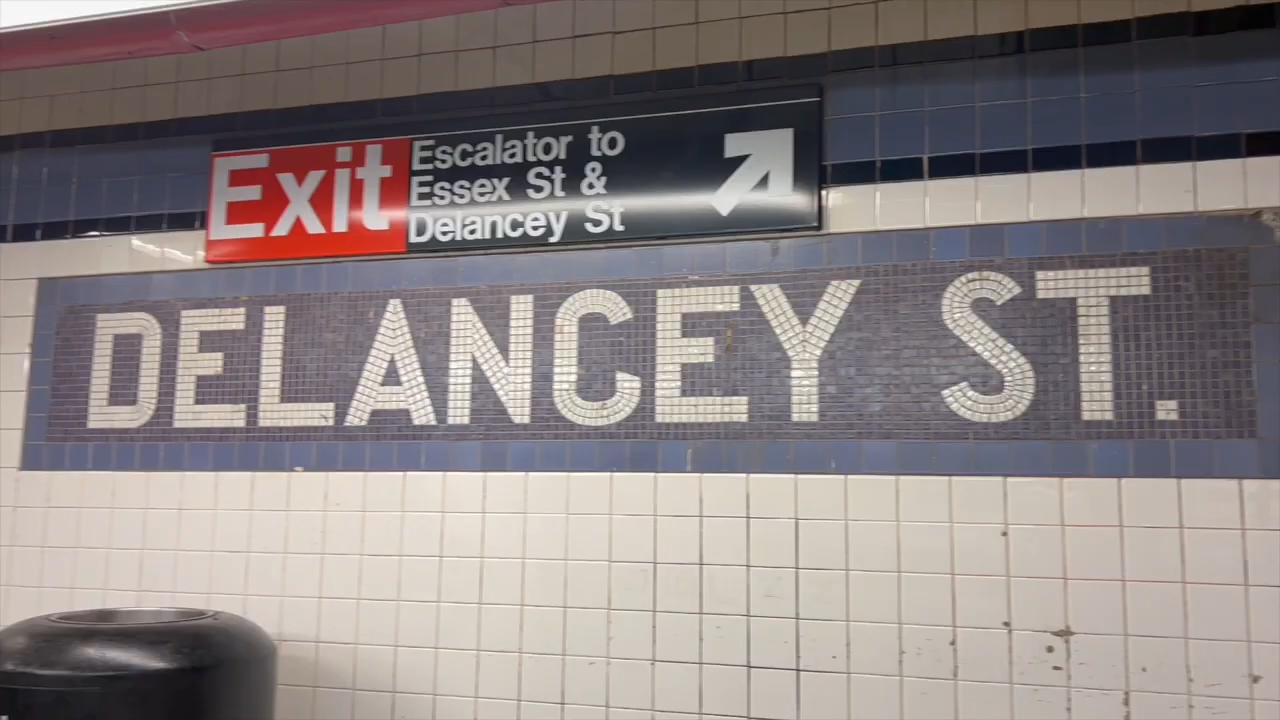 Exit
Escalator to
Essex St &
Delancey St
DELANCEY ST.